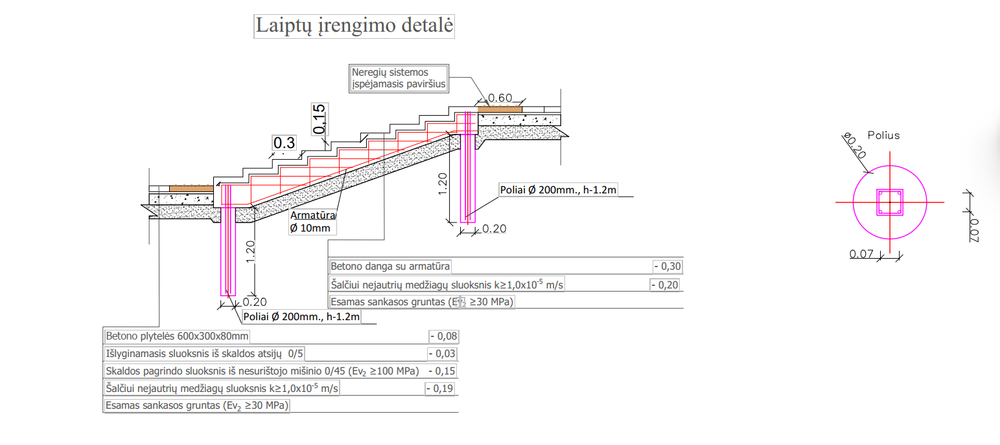 Laiptų įrengimo detalė
Neregių sistemos
įspėjamasis paviršius
0.60
0,15
0.3
Polius
ø0.20
1.20
Poliai Ø 200mm., h-1.2m
Armatūra
Ø 10mm
0.20
0.07
0.07
1.20
Betono danga su armatūra - 0,30
Šalčiui nejautrių medžiagų sluoksnis k≥1,0x10⁻⁵ m/s - 0,20
Esamas sankasos gruntas (Ev₂ ≥30 MPa)
0.20
Poliai Ø 200mm., h-1.2m
Betono plytelės 600x300x80mm - 0,08
Išlyginamasis sluoksnis iš skaldos atsijų 0/5 - 0,03
Skaldos pagrindo sluoksnis iš nesurištojo mišinio 0/45 (Ev₂ ≥100 MPa) - 0,15
Šalčiui nejautrių medžiagų sluoksnis k≥1,0x10⁻⁵ m/s - 0,19
Esamas sankasos gruntas (Ev₂ ≥30 MPa)